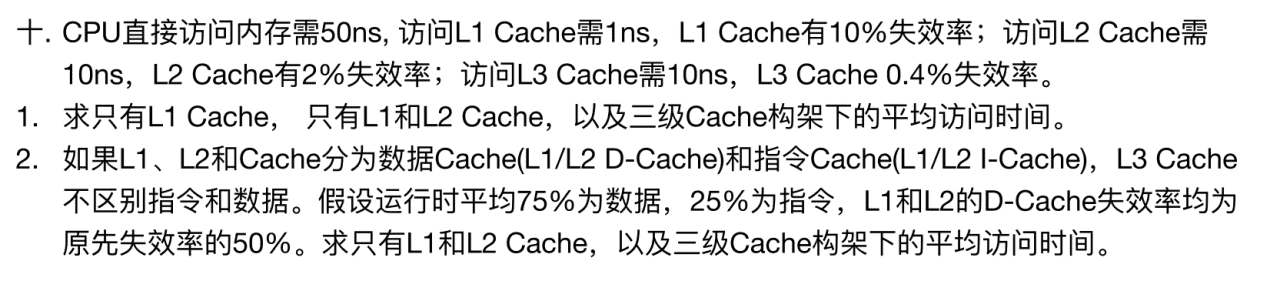 十. CPU直接访问内存需50ns, 访问L1 Cache需1ns，L1 Cache有10%失效率；访问L2 Cache需
10ns，L2 Cache有2%失效率；访问L3 Cache需10ns，L3 Cache 0.4%失效率。
1. 求只有L1 Cache， 只有L1和L2 Cache，以及三级Cache构架下的平均访问时间。
2. 如果L1、L2和Cache分为数据Cache(L1/L2 D-Cache)和指令Cache(L1/L2 I-Cache)，L3 Cache
不区别指令和数据。假设运行时平均75%为数据，25%为指令，L1和L2的D-Cache失效率均为
原先失效率的50%。求只有L1和L2 Cache，以及三级Cache构架下的平均访问时间。